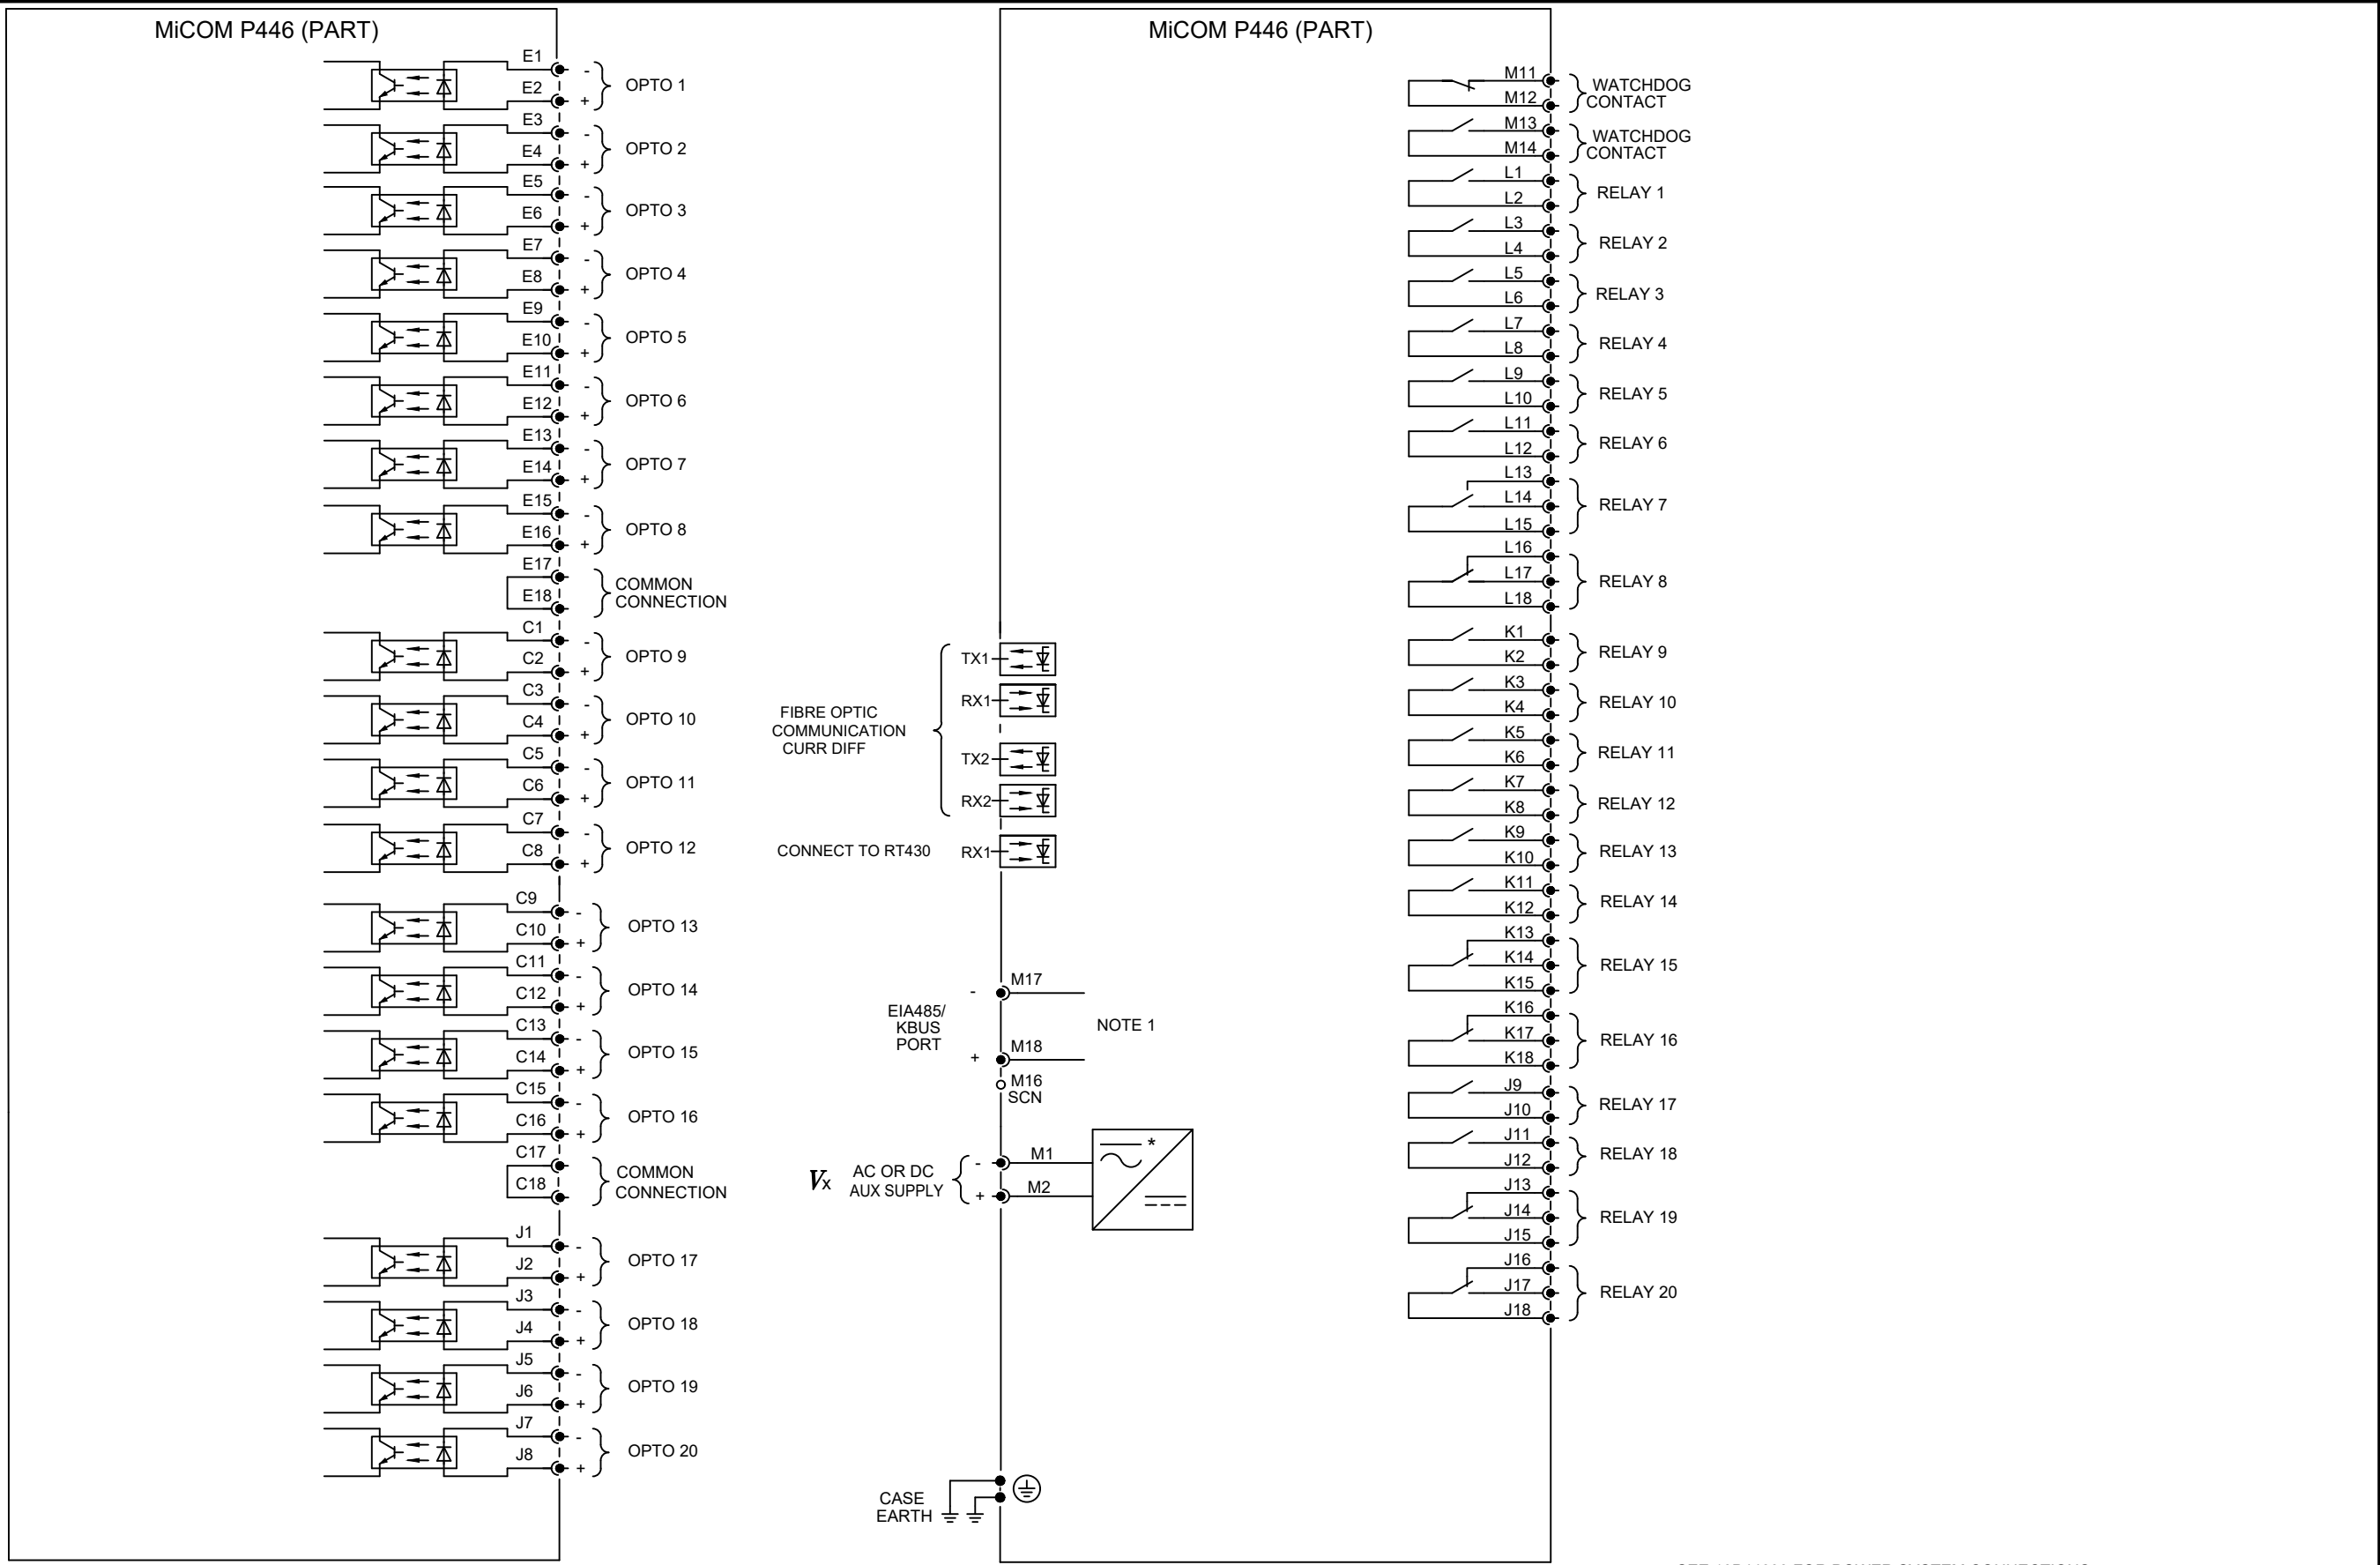 MiCOM P446 (PART)
E1
-
E2
+
OPTO 1
E3
-
E4
+
OPTO 2
E5
-
E6
+
OPTO 3
E7
-
E8
+
OPTO 4
E9
-
E10
+
OPTO 5
E11
-
E12
+
OPTO 6
E13
-
E14
+
OPTO 7
E15
-
E16
+
OPTO 8
E17
E18
COMMON
CONNECTION
C1
-
C2
+
OPTO 9
C3
-
C4
+
OPTO 10
C5
-
C6
+
OPTO 11
C7
-
C8
+
OPTO 12
C9
-
C10
+
OPTO 13
C11
-
C12
+
OPTO 14
C13
-
C14
+
OPTO 15
C15
-
C16
+
OPTO 16
C17
C18
COMMON
CONNECTION
J1
-
J2
+
OPTO 17
J3
-
J4
+
OPTO 18
J5
-
J6
+
OPTO 19
J7
-
J8
+
OPTO 20
MiCOM P446 (PART)
FIBRE OPTIC
COMMUNICATION
CURR DIFF
TX1
RX1
TX2
RX2
CONNECT TO RT430
RX1
EIA485/
KBUS
PORT
-
M17
NOTE 1
+
M18
M16
SCN
Vx
AC OR DC
AUX SUPPLY
-
M1
+
M2
*
CASE
EARTH
M11
M12
WATCHDOG
CONTACT
M13
M14
WATCHDOG
CONTACT
L1
L2
RELAY 1
L3
L4
RELAY 2
L5
L6
RELAY 3
L7
L8
RELAY 4
L9
L10
RELAY 5
L11
L12
RELAY 6
L13
L14
L15
RELAY 7
L16
L17
L18
RELAY 8
K1
K2
RELAY 9
K3
K4
RELAY 10
K5
K6
RELAY 11
K7
K8
RELAY 12
K9
K10
RELAY 13
K11
K12
RELAY 14
K13
K14
K15
RELAY 15
K16
K17
K18
RELAY 16
J9
J10
RELAY 17
J11
J12
RELAY 18
J13
J14
J15
RELAY 19
J16
J17
J18
RELAY 20